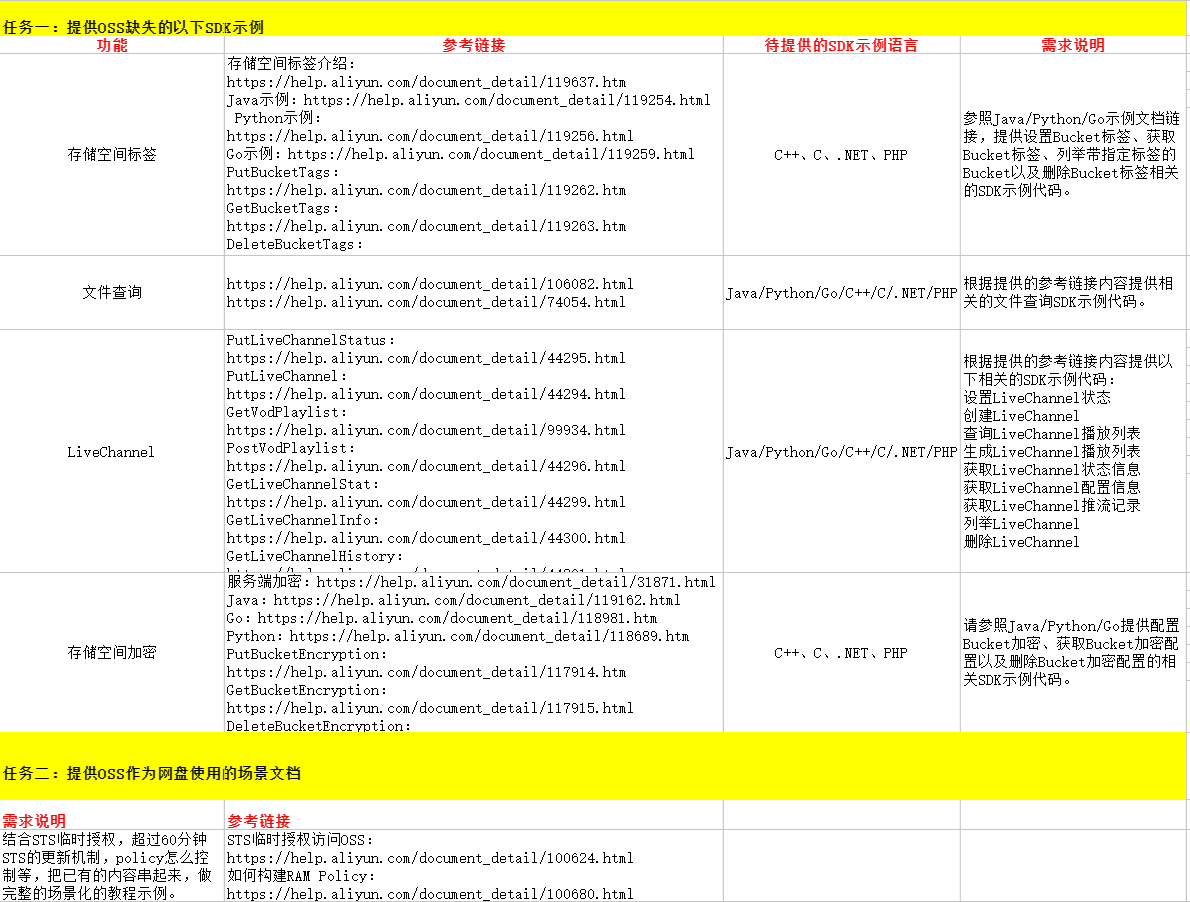 任务一：提供OSS缺失的以下SDK示例
功能
参考链接
待提供的SDK示例语言
需求说明
存储空间标签
存储空间标签介绍：
https://help.aliyun.com/document_detail/119637.htm
Java示例：https://help.aliyun.com/document_detail/119254.html
Python示例：
https://help.aliyun.com/document_detail/119256.html
Go示例：https://help.aliyun.com/document_detail/119259.html
PutBucketTags：
https://help.aliyun.com/document_detail/119262.htm
GetBucketTags：
https://help.aliyun.com/document_detail/119263.htm
DeleteBucketTags：
C++、C、.NET、PHP
参照Java/Python/Go示例文档链
接，提供设置Bucket标签、获取
Bucket标签、列举带指定标签的
Bucket以及删除Bucket标签相关
的SDK示例代码。
文件查询
https://help.aliyun.com/document_detail/106082.html
https://help.aliyun.com/document_detail/74054.html
Java/Python/Go/C++/C/.NET/PHP
根据提供的参考链接内容提供相
关的文件查询SDK示例代码。
LiveChannel
PutLiveChannelStatus：
https://help.aliyun.com/document_detail/44295.html
PutLiveChannel：
https://help.aliyun.com/document_detail/44294.html
GetVodPlaylist：
https://help.aliyun.com/document_detail/99934.html
PostVodPlaylist：
https://help.aliyun.com/document_detail/44296.html
GetLiveChannelStat：
https://help.aliyun.com/document_detail/44299.html
GetLiveChannelInfo：
https://help.aliyun.com/document_detail/44300.html
GetLiveChannelHistory：
Java/Python/Go/C++/C/.NET/PHP
根据提供的参考链接内容提供以
下相关的SDK示例代码：
设置LiveChannel状态
创建LiveChannel
查询LiveChannel播放列表
生成LiveChannel播放列表
获取LiveChannel状态信息
获取LiveChannel配置信息
获取LiveChannel推流记录
列举LiveChannel
删除LiveChannel
存储空间加密
服务端加密：https://help.aliyun.com/document_detail/31871.html
Java：https://help.aliyun.com/document_detail/119162.html
Go：https://help.aliyun.com/document_detail/118981.htm
Python：https://help.aliyun.com/document_detail/118689.htm
PutBucketEncryption：
https://help.aliyun.com/document_detail/117914.htm
GetBucketEncryption：
https://help.aliyun.com/document_detail/117915.html
DeleteBucketEncryption：
C++、C、.NET、PHP
请参照Java/Python/Go提供配置
Bucket加密、获取Bucket加密配
置以及删除Bucket加密配置的相
关SDK示例代码。
任务二：提供OSS作为网盘使用的场景文档
需求说明
参考链接
结合STS临时授权，超过60分钟
STS的更新机制，policy怎么控
制等，把已有的内容串起来，做
完整的场景化的教程示例。
STS临时授权访问OSS：
https://help.aliyun.com/document_detail/100624.html
如何构建RAM Policy：
https://help.aliyun.com/document_detail/100680.html